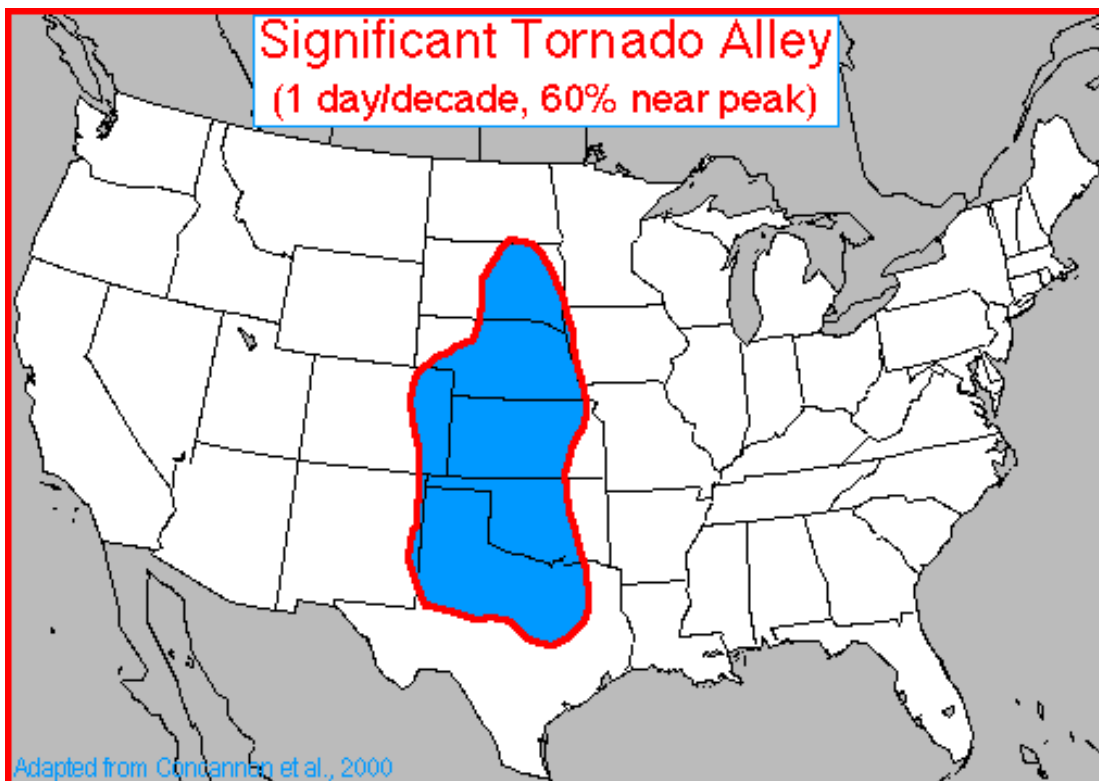 Significant Tornado Alley
(1 day/decade, 60% near peak)
Adapted from Concannon et al., 2000